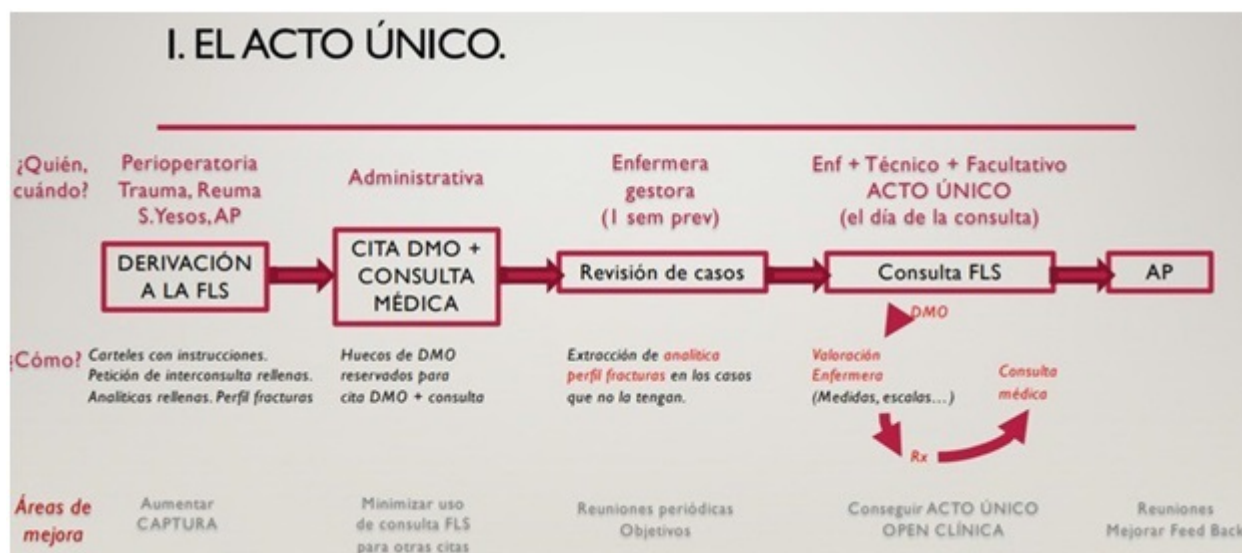 I. EL ACTO ÚNICO.
¿Quién,
cuándo?
Perioperatoria
Trauma, Reuma
S.Yesos, AP
Administrativa
Enfermera
gestora
(1 sem prev)
Enf + Técnico + Facultativo
ACTO ÚNICO
(el día de la consulta)
DERIVACIÓN
A LA FLS
CITA DMO +
CONSULTA
MÉDICA
Revisión de casos
Consulta FLS
AP
¿Cómo?
Carteles con instrucciones.
Petición de interconsulta rellenas.
Analíticas rellenas. Perfil fracturas
Huecos de DMO
reservados para
cita DMO + consulta
Extracción de analítica
perfil fracturas en los casos
que no la tengan.
DMO
Valoración
Enfermera
(Medidas, escalas...)
Rx
Consulta
médica
Áreas de
mejora
Aumentar
CAPTURA
Minimizar uso
de consulta FLS
para otras citas
Reuniones periódicas
Objetivos
Conseguir ACTO ÚNICO
OPEN CLÍNICA
Reuniones
Mejorar Feed Back